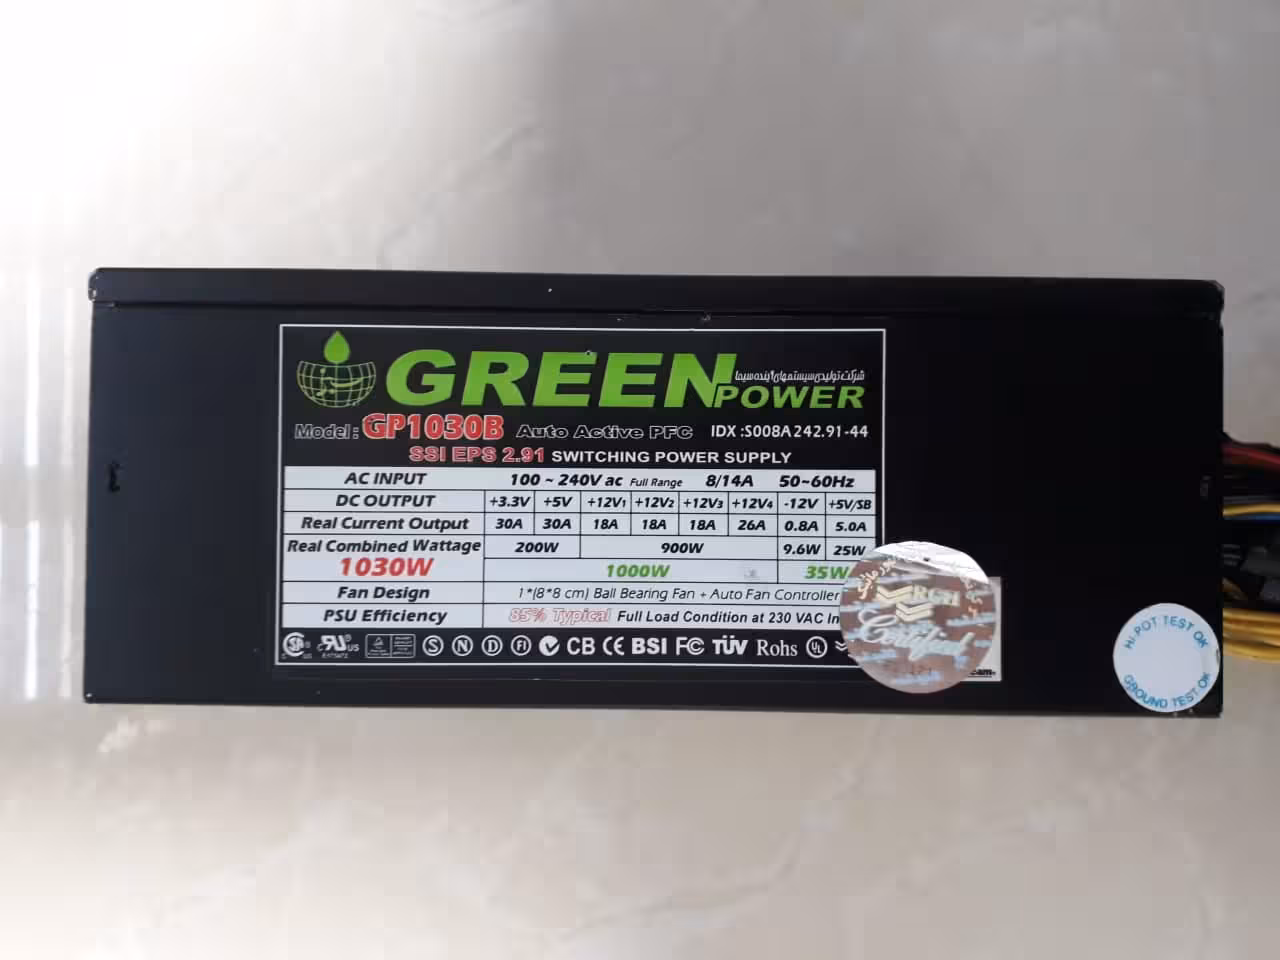 GREEN
شرکت تولیدی سیستمهای آینده سیما
POWER
Model: GP1030B Auto Active PFC IDX :S008A242.91-44
SSI EPS 2.91 SWITCHING POWER SUPPLY
AC INPUT 100 ~ 240V ac Full Range 8/14A 50~60Hz
DC OUTPUT +3.3V +5V +12V1 +12V2 +12V3 +12V4 -12V +5V/SB
Real Current Output 30A 30A 18A 18A 18A 26A 0.8A 5.0A
Real Combined Wattage 200W 900W 9.6W 25W
1030W 1000W 35W
Fan Design 1*(8*8 cm) Ball Bearing Fan + Auto Fan Controller
PSU Efficiency 85% Typical Full Load Condition at 230 VAC In
S N D FI CB CE BSI FC TÜV Rohs UL
Certified
HI-POT TEST OK
GROUND TEST OK